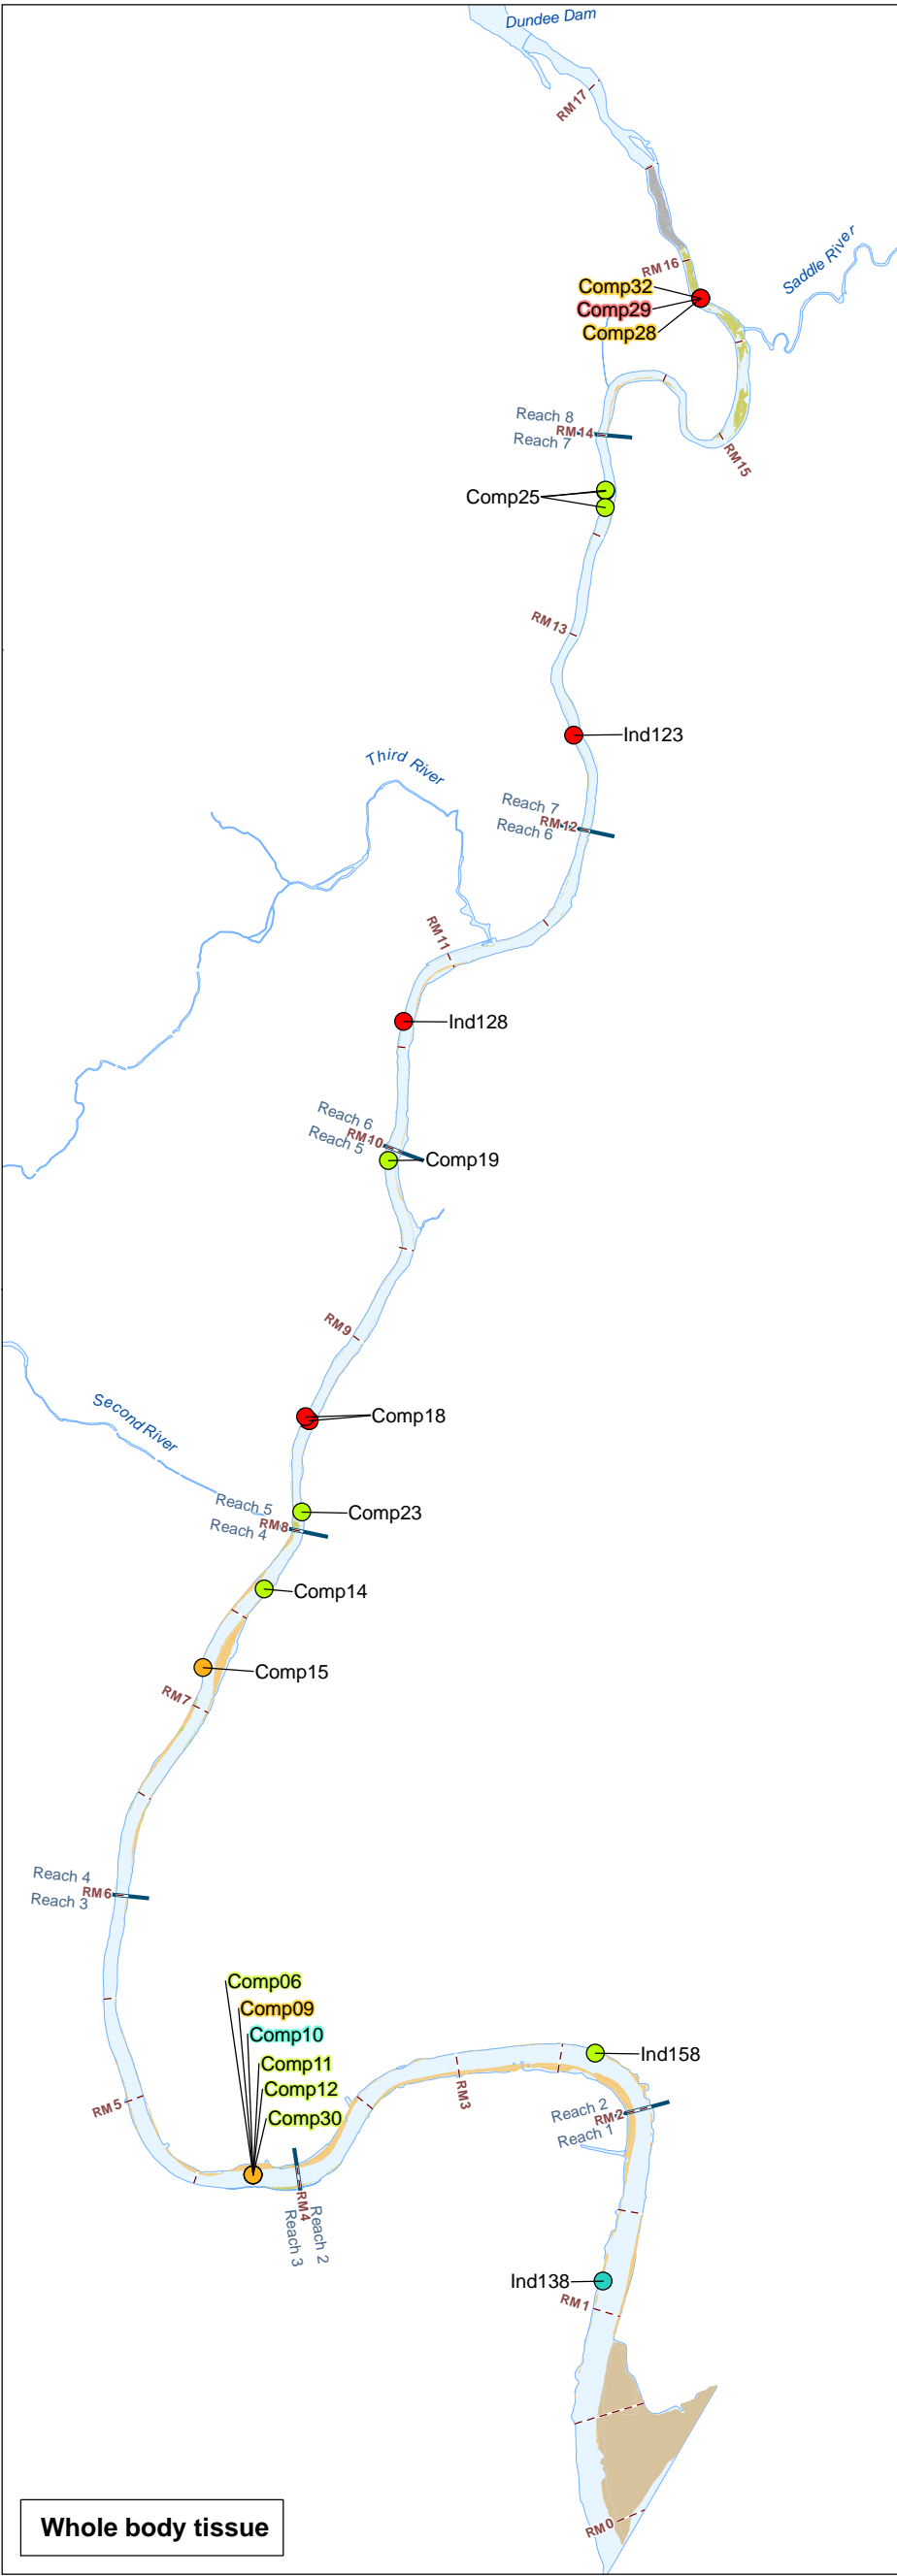 Dundee Dam
RM17
Saddle River
RM16
Comp32
Comp29
Comp28
Reach 8
RM14
Reach 7
RM15
Comp25
RM13
Ind123
Third River
Reach 7
RM12
Reach 6
RM11
Ind128
Reach 6
RM10
Reach 5
Comp19
RM9
Second River
Comp18
Reach 5
Comp23
RM8
Reach 4
Comp14
Comp15
RM7
Reach 4
RM6
Reach 3
Comp06
Comp09
Comp10
Comp11
Comp12
Comp30
Ind158
RM3
RM5
Reach 2
RM2
Reach 1
RM4
Reach 2
Reach 3
Ind138
RM1
RM0
Whole body tissue